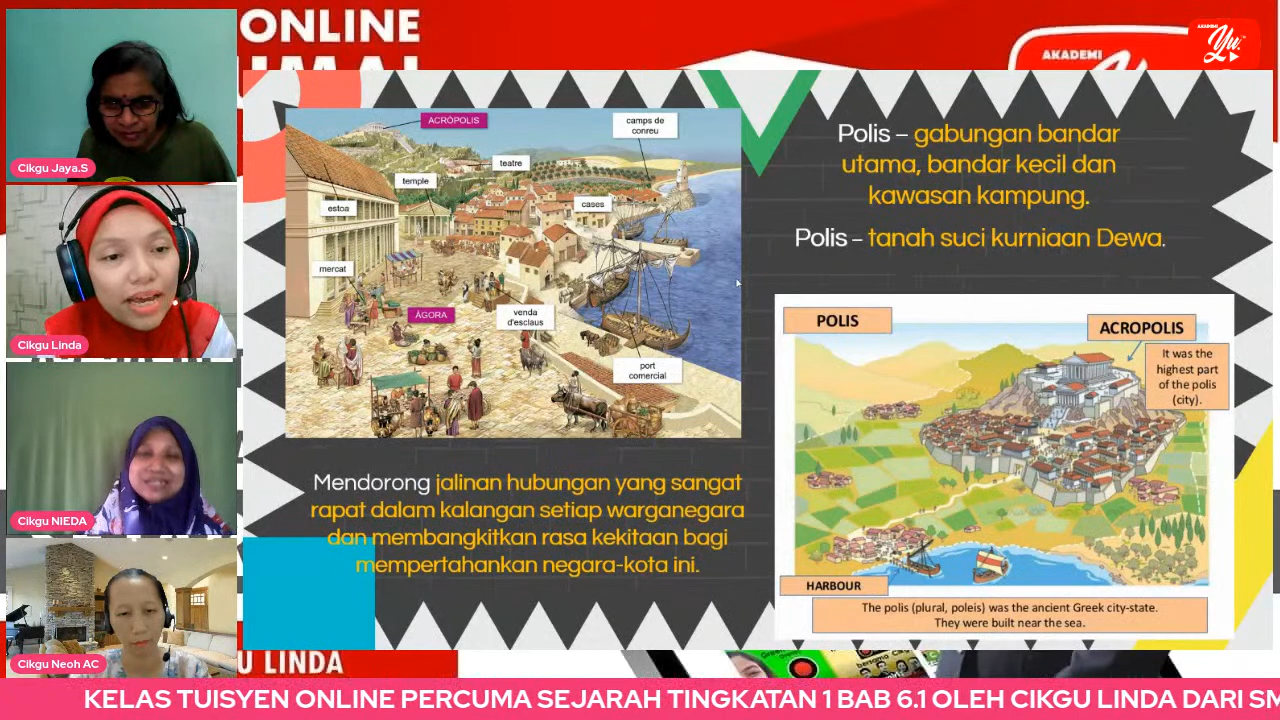 ONLINE
AKADEMI
AKADEMI
Yu
Cikgu Jaya.S
Cikgu Linda
Cikgu NIEDA
Cikgu Neoh AC
ACRÓPOLIS
camps de
conreu
teatre
temple
estoa
cases
mercat
ÀGORA
venda
d'esclaus
port
comercial
Polis – gabungan bandar
utama, bandar kecil dan
kawasan kampung.
Polis – tanah suci kurniaan Dewa.
Mendorong jalinan hubungan yang sangat
rapat dalam kalangan setiap warganegara
dan membangkitkan rasa kekitaan bagi
mempertahankan negara-kota ini.
POLIS
ACROPOLIS
It was the
highest part
of the polis
(city).
HARBOUR
The polis (plural, poleis) was the ancient Greek city-state.
They were built near the sea.
U LINDA
KELAS TUISYEN ONLINE PERCUMA SEJARAH TINGKATAN 1 BAB 6.1 OLEH CIKGU LINDA DARI SM